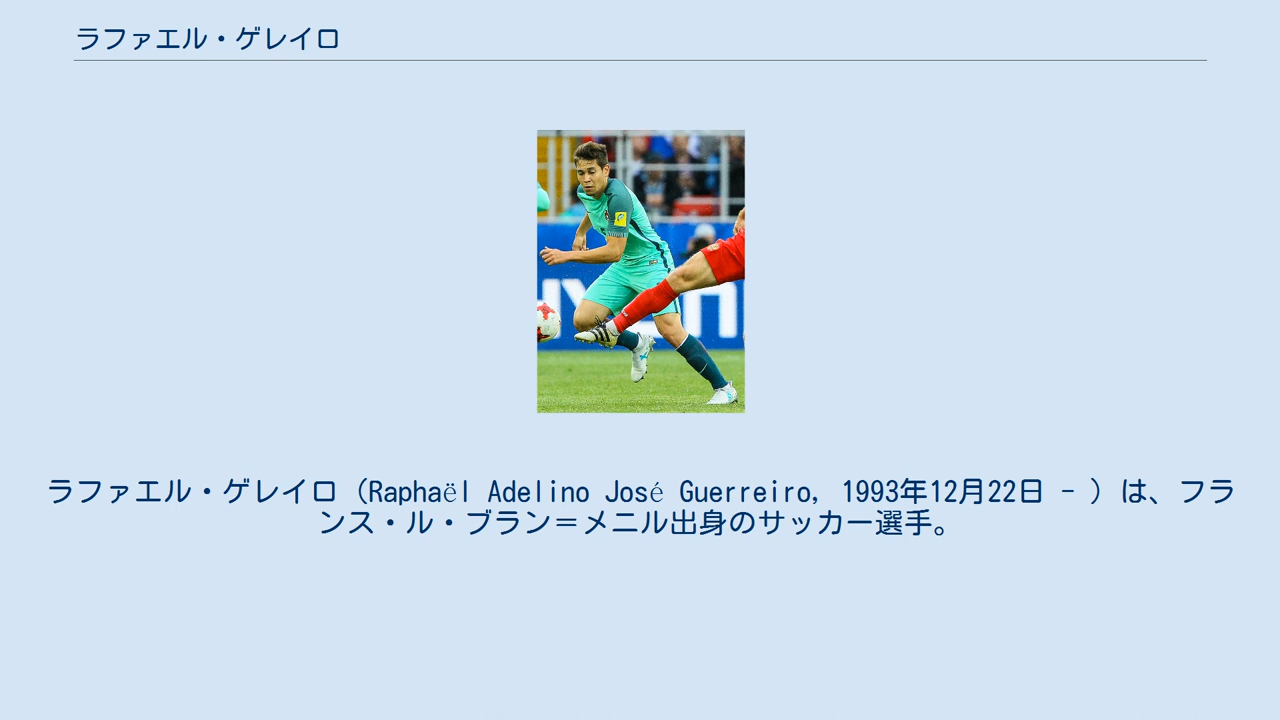 ラファエル・ゲレイロ
ラファエル・ゲレイロ（Raphaël Adelino José Guerreiro, 1993年12月22日 - ）は、フラ
ンス・ル・ブラン＝メニル出身のサッカー選手。